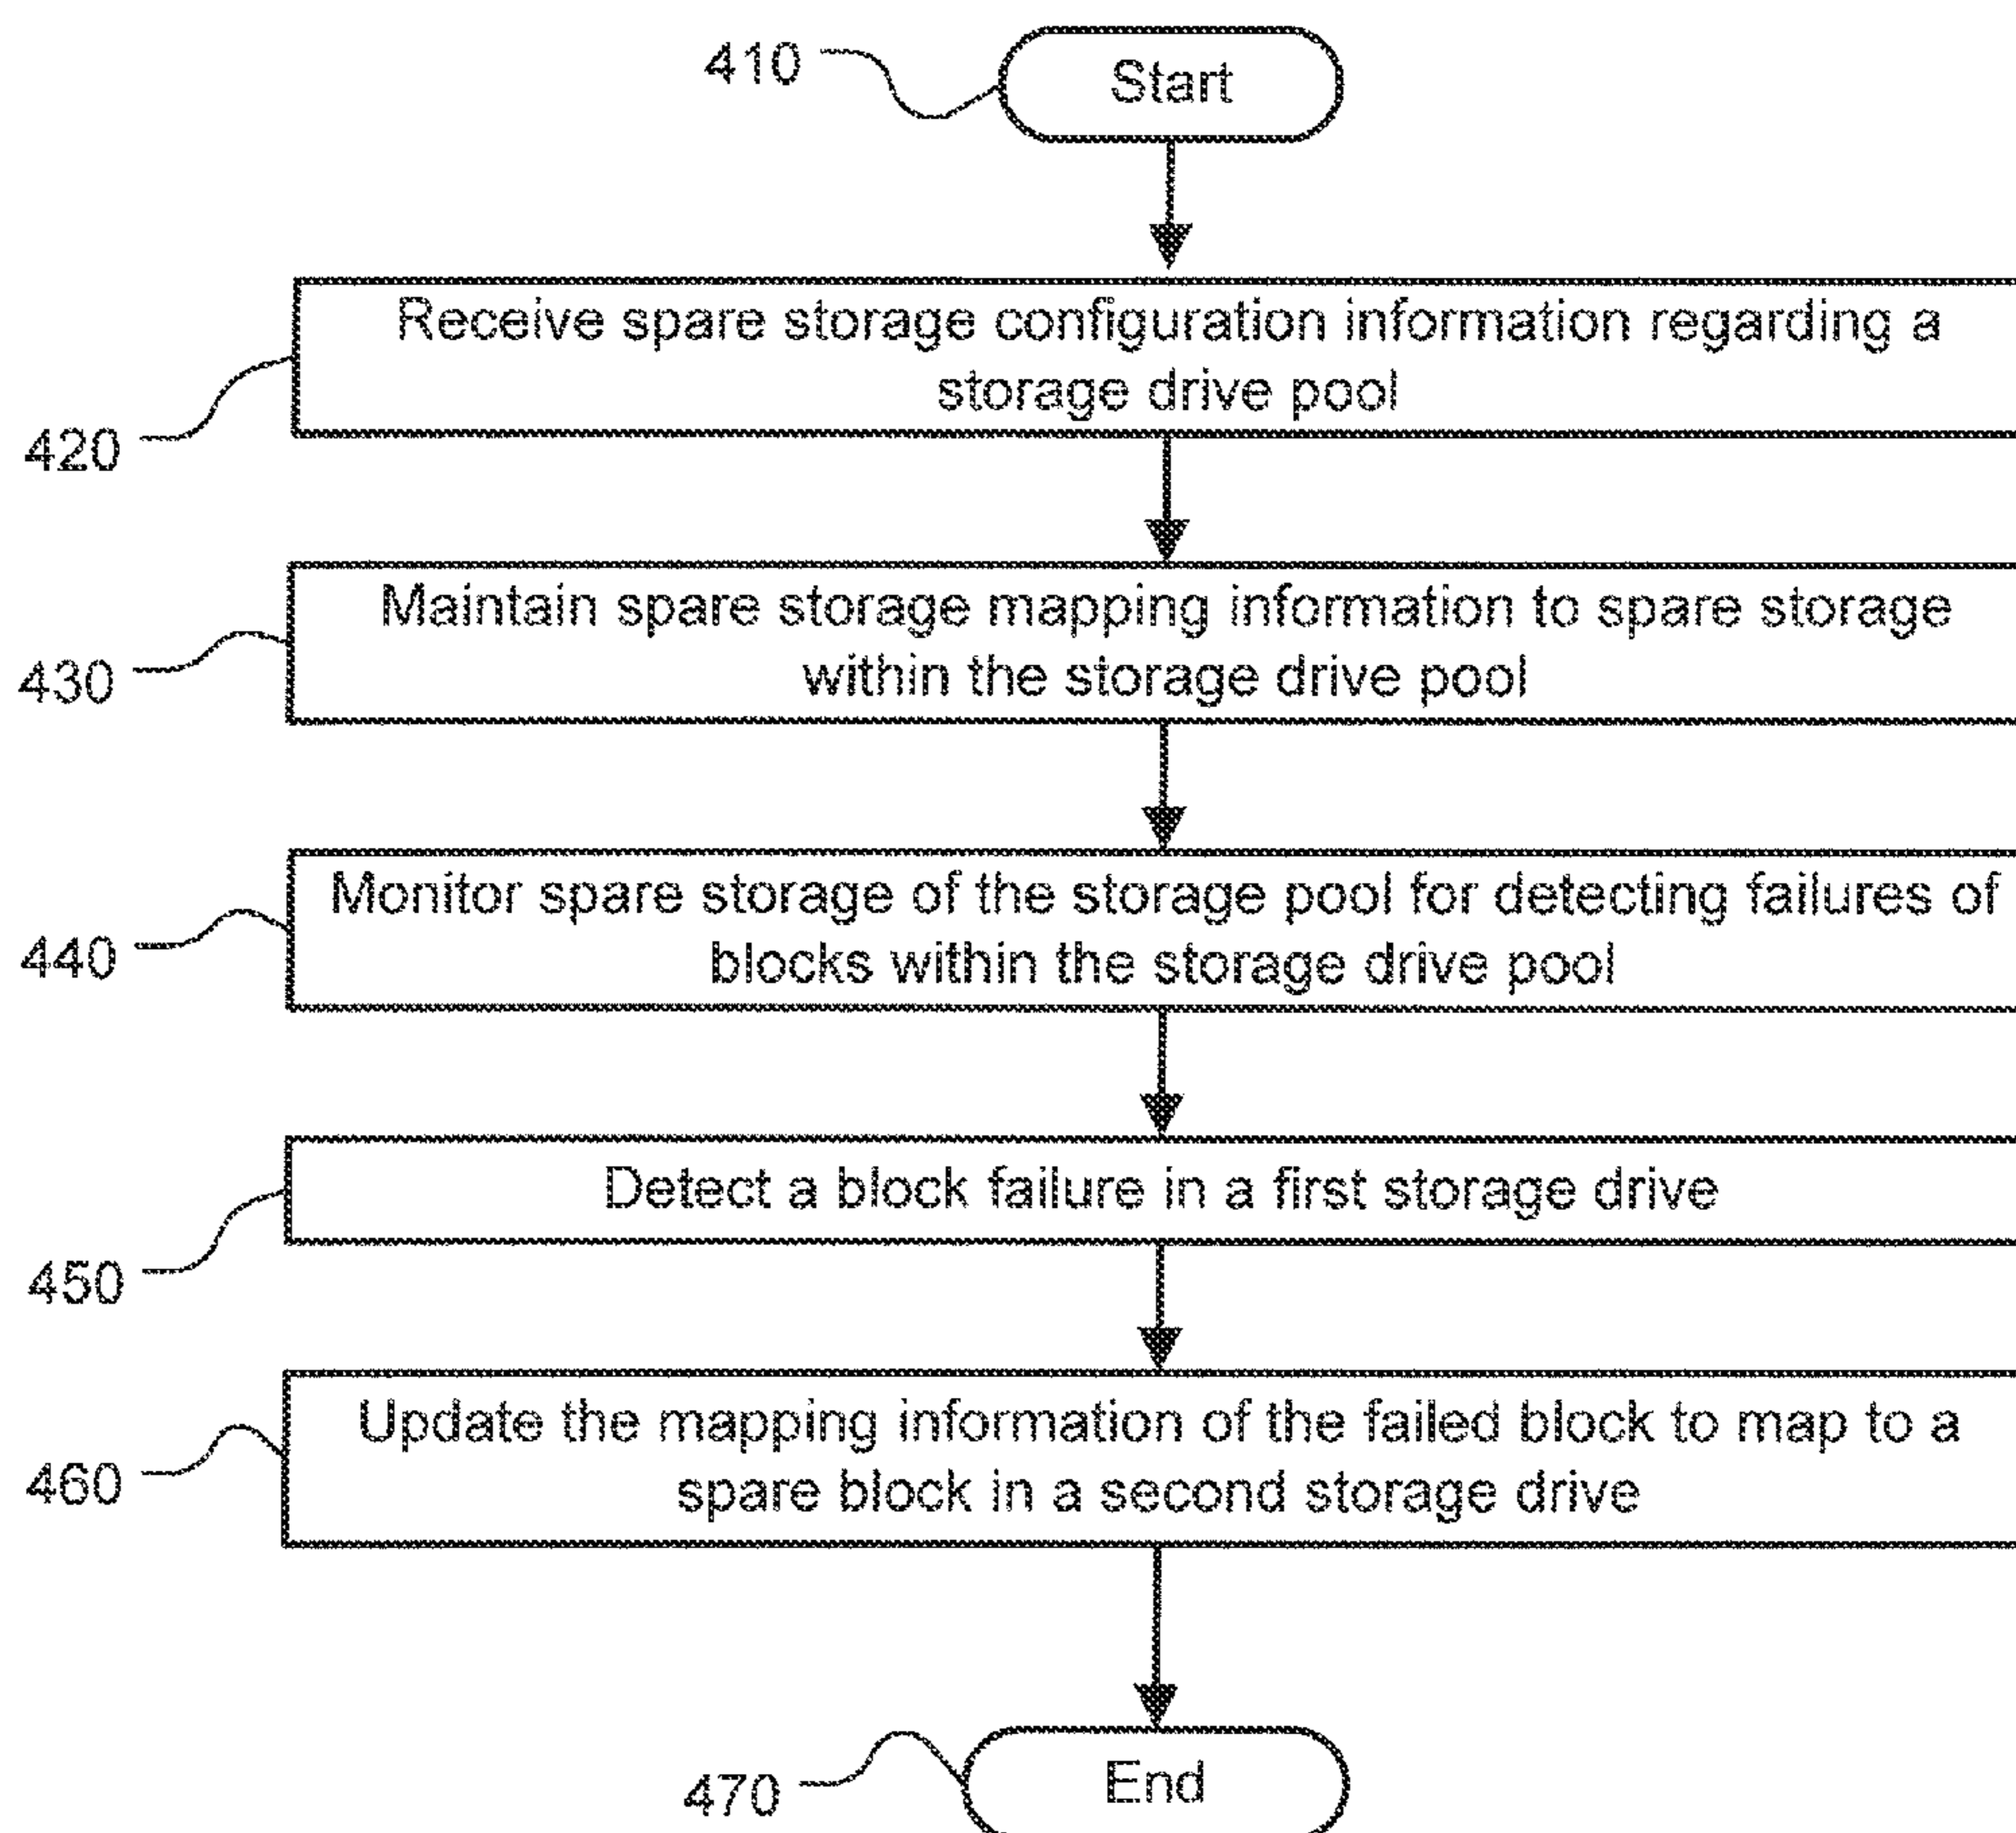 410
Start
Receive spare storage configuration information regarding a
storage drive pool
420
Maintain spare storage mapping information to spare storage
within the storage drive pool
430
Monitor spare storage of the storage pool for detecting failures of
blocks within the storage drive pool
440
Detect a block failure in a first storage drive
450
Update the mapping information of the failed block to map to a
spare block in a second storage drive
460
End
470